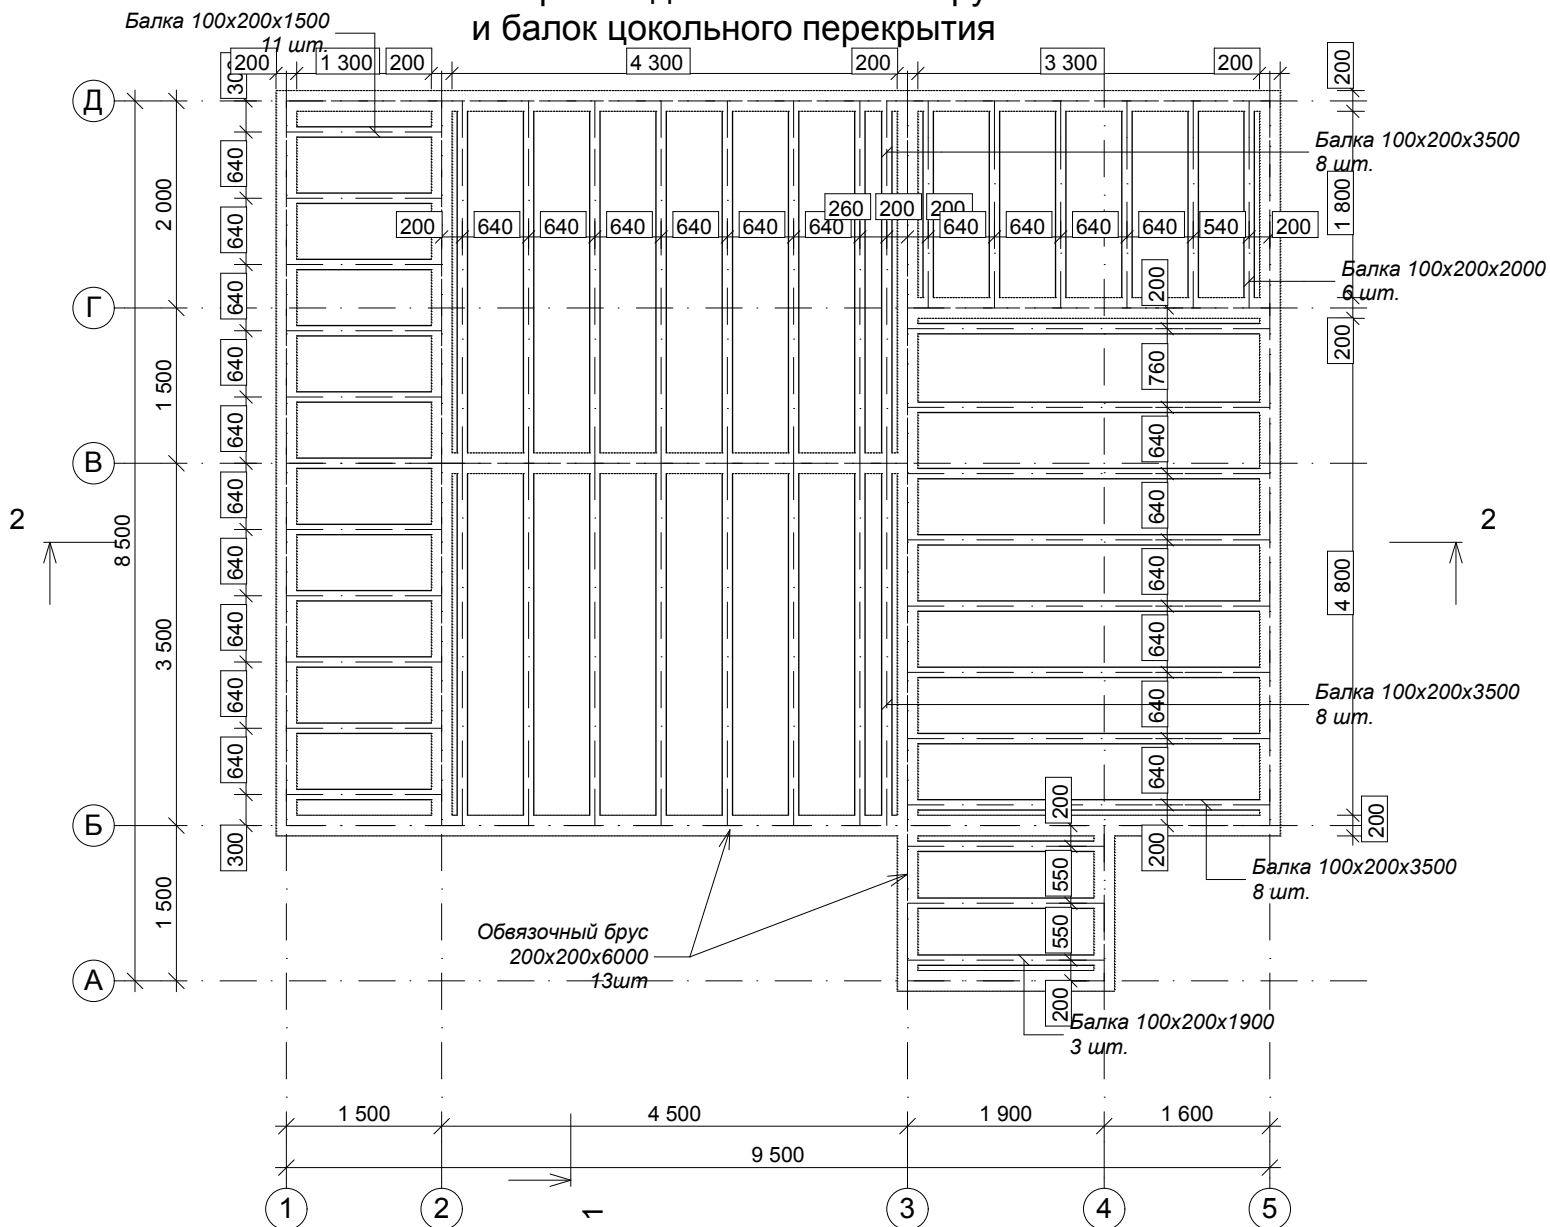 и балок цокольного перекрытия
Балка 100x200x1500
11 шт.
200 1 300 200 4 300 200 3 300 200
300
200
Д
Балка 100x200x3500
8 шт.
640
2 000
1 800
260 200 200
640
200 640 640 640 640 640 640 640 640 640 640 540 200
Балка 100x200x2000
6 шт.
640
200
Г
200
640
760
1 500
640
640
В
640
640
2
8 500
2
640
640
4 800
640
3 500
640
640
640
Балка 100x200x3500
8 шт.
640
640
640
200
200
Б
300
200
Балка 100x200x3500
8 шт.
550
1 500
Обвязочный брус
200x200x6000
13шт
550
А
200
Балка 100x200x1900
3 шт.
1 500 4 500 1 900 1 600
9 500
1 2 1 3 4 5